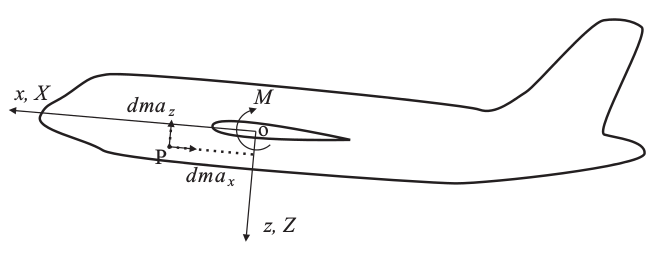 x, X
dma_z
M
o
P
dma_x
z, Z